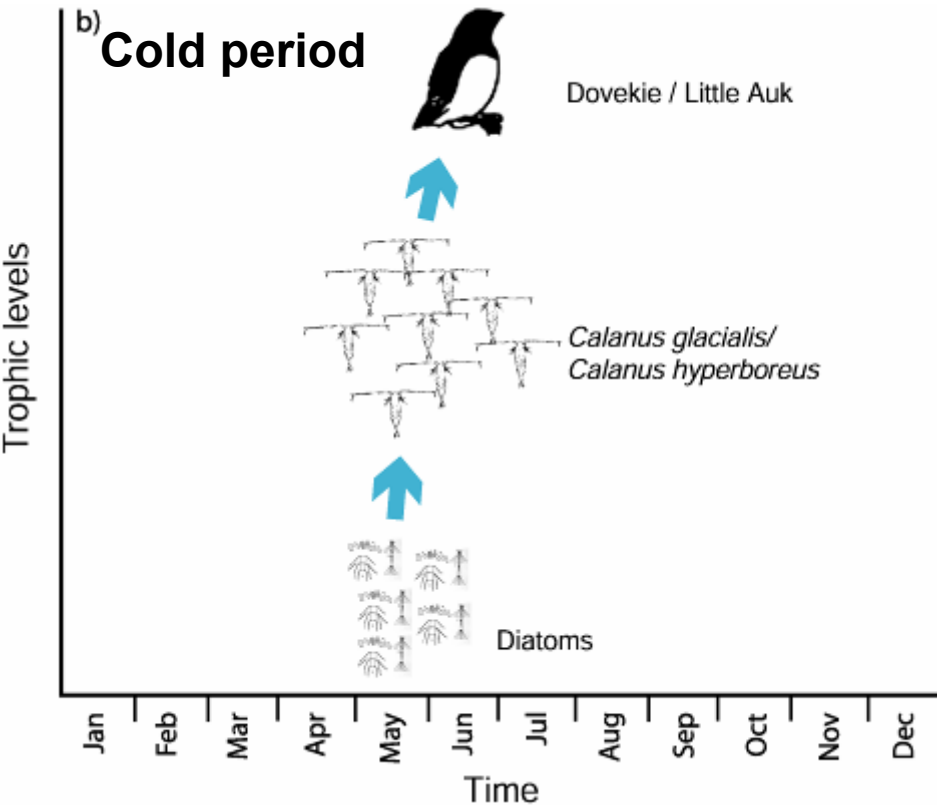 b)
Cold period
Dovekie / Little Auk
Trophic levels
Calanus glacialis/
Calanus hyperboreus
Diatoms
Jan
Feb
Mar
Apr
May
Jun
Jul
Aug
Sep
Oct
Nov
Dec
Time